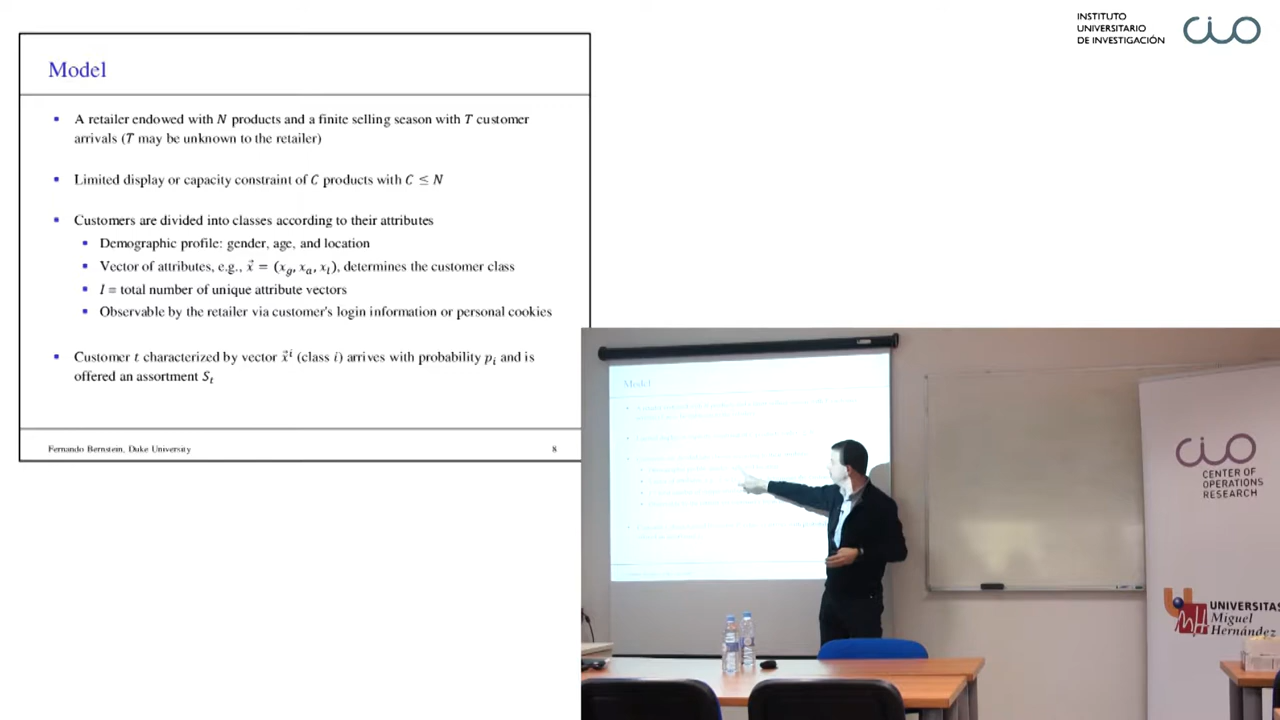 INSTITUTO
UNIVERSITARIO
DE INVESTIGACIÓN
CIO
Model
A retailer endowed with N products and a finite selling season with T customer
arrivals (T may be unknown to the retailer)
Limited display or capacity constraint of C products with C ≤ N
Customers are divided into classes according to their attributes
Demographic profile: gender, age, and location
Vector of attributes, e.g., x⃗ = (x_g, x_a, x_l), determines the customer class
I = total number of unique attribute vectors
Observable by the retailer via customer's login information or personal cookies
Customer t characterized by vector x⃗^i (class i) arrives with probability p_i and is
offered an assortment S_t
Fernando Bernstein, Duke University 8
Model
CIO
CENTER OF
OPERATIONS
RESEARCH
UNIVERSITAS
Miguel
Hernández